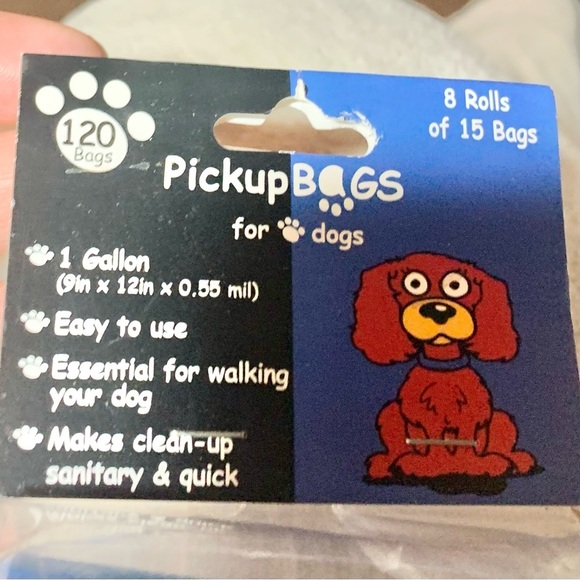 120
Bags
8 Rolls
of 15 Bags
PickupBaGS
for dogs
1 Gallon
(9in x 12in x 0.55 mil)
Easy to use
Essential for walking
your dog
Makes clean-up
sanitary & quick